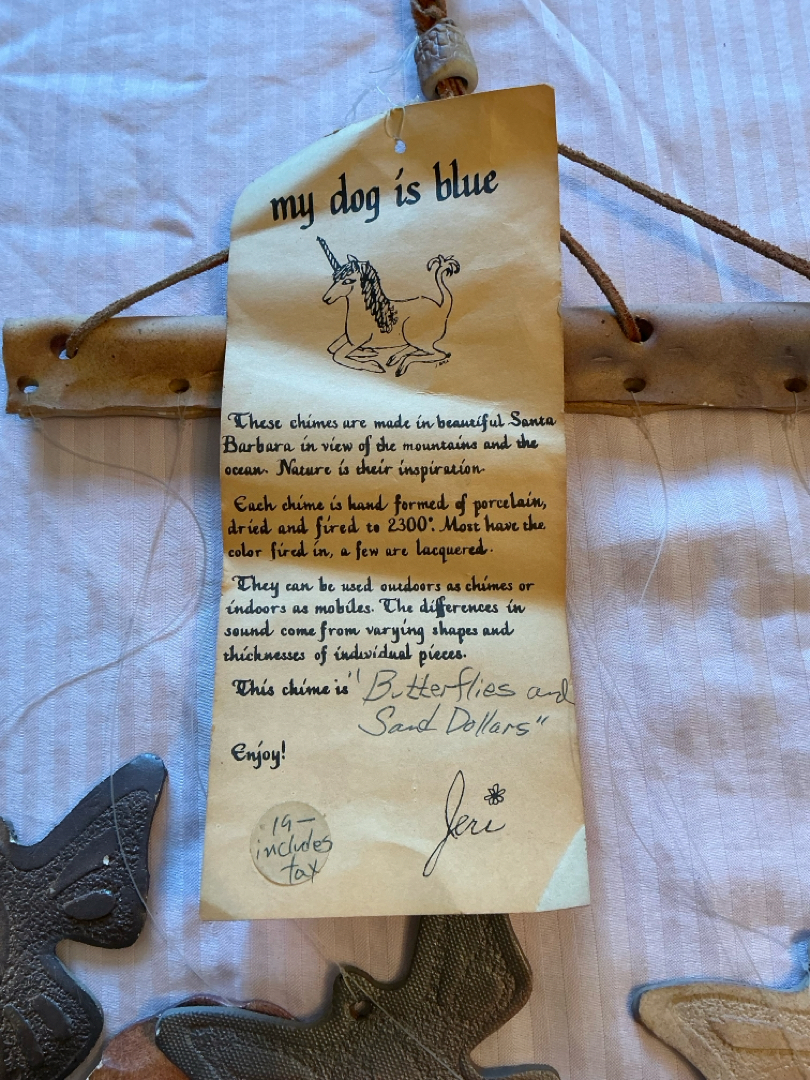 my dog is blue
These chimes are made in beautiful Santa
Barbara in view of the mountains and the
ocean. Nature is their inspiration.
Each chime is hand formed of porcelain,
dried and fired to 2300°. Most have the
color fired in, a few are lacquered.
They can be used outdoors as chimes or
indoors as mobiles. The differences in
sound come from varying shapes and
thicknesses of individual pieces.
This chime is "Butterflies and
Sand Dollars"
Enjoy!
Jeri
19—
includes
tax